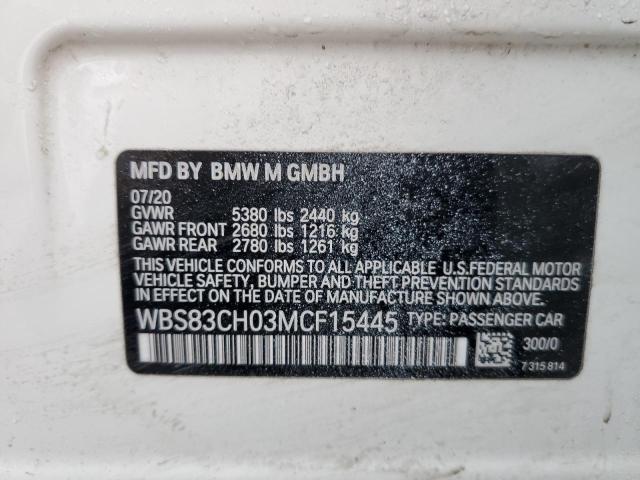 MFD BY BMW M GMBH
07/20
GVWR 5380 lbs 2440 kg
GAWR FRONT 2680 lbs 1216 kg
GAWR REAR 2780 lbs 1261 kg
THIS VEHICLE CONFORMS TO ALL APPLICABLE U.S.FEDERAL MOTOR
VEHICLE SAFETY, BUMPER AND THEFT PREVENTION STANDARDS
IN EFFECT ON THE DATE OF MANUFACTURE SHOWN ABOVE.
WBS83CH03MCF15445 TYPE: PASSENGER CAR
300/0
7 315 814